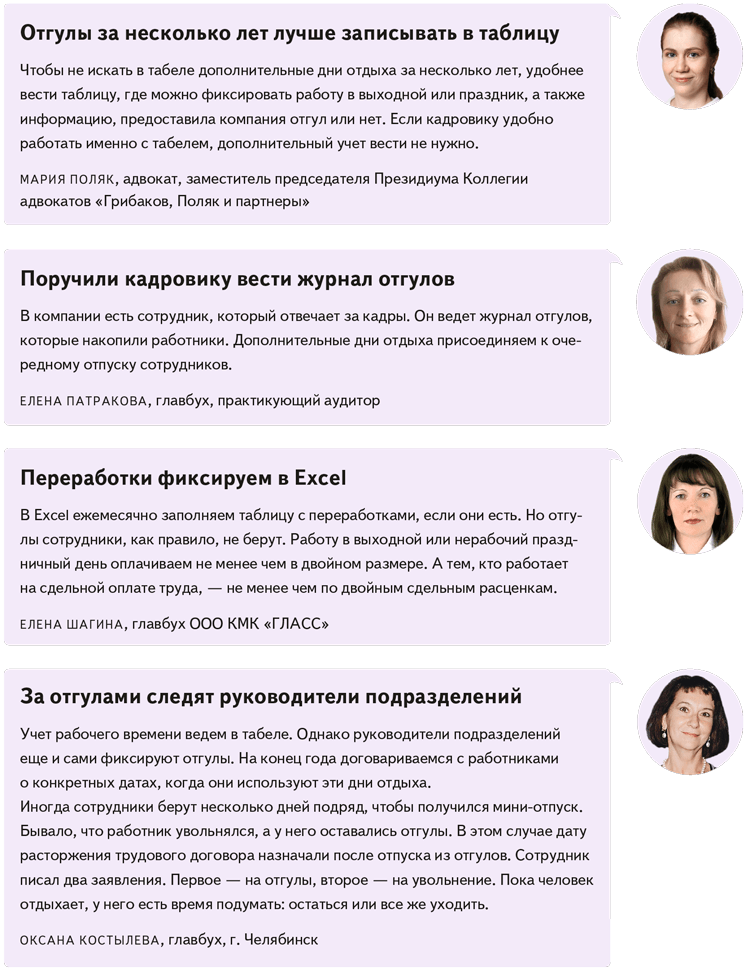 Отгулы за несколько лет лучше записывать в таблицу
Чтобы не искать в табеле дополнительные дни отдыха за несколько лет, удобнее
вести таблицу, где можно фиксировать работу в выходной или праздник, а также
информацию, предоставила компания отгул или нет. Если кадровику удобно
работать именно с табелем, дополнительный учет вести не нужно.
МАРИЯ ПОЛЯК, адвокат, заместитель председателя Президиума Коллегии
адвокатов «Грибаков, Поляк и партнеры»
Поручили кадровику вести журнал отгулов
В компании есть сотрудник, который отвечает за кадры. Он ведет журнал отгулов,
которые накопили работники. Дополнительные дни отдыха присоединяем к оче-
редному отпуску сотрудников.
ЕЛЕНА ПАТРАКОВА, главбух, практикующий аудитор
Переработки фиксируем в Excel
В Excel ежемесячно заполняем таблицу с переработками, если они есть. Но отгу-
лы сотрудники, как правило, не берут. Работу в выходной или нерабочий празд-
ничный день оплачиваем не менее чем в двойном размере. А тем, кто работает
на сдельной оплате труда, — не менее чем по двойным сдельным расценкам.
ЕЛЕНА ШАГИНА, главбух ООО КМК «ГЛАСС»
За отгулами следят руководители подразделений
Учет рабочего времени ведем в табеле. Однако руководители подразделений
еще и сами фиксируют отгулы. На конец года договариваемся с работниками
о конкретных датах, когда они используют эти дни отдыха.
Иногда сотрудники берут несколько дней подряд, чтобы получился мини-отпуск.
Бывало, что работник увольнялся, а у него оставались отгулы. В этом случае дату
расторжения трудового договора назначали после отпуска из отгулов. Сотрудник
писал два заявления. Первое — на отгулы, второе — на увольнение. Пока человек
отдыхает, у него есть время подумать: остаться или все же уходить.
ОКСАНА КОСТЫЛЕВА, главбух, г. Челябинск